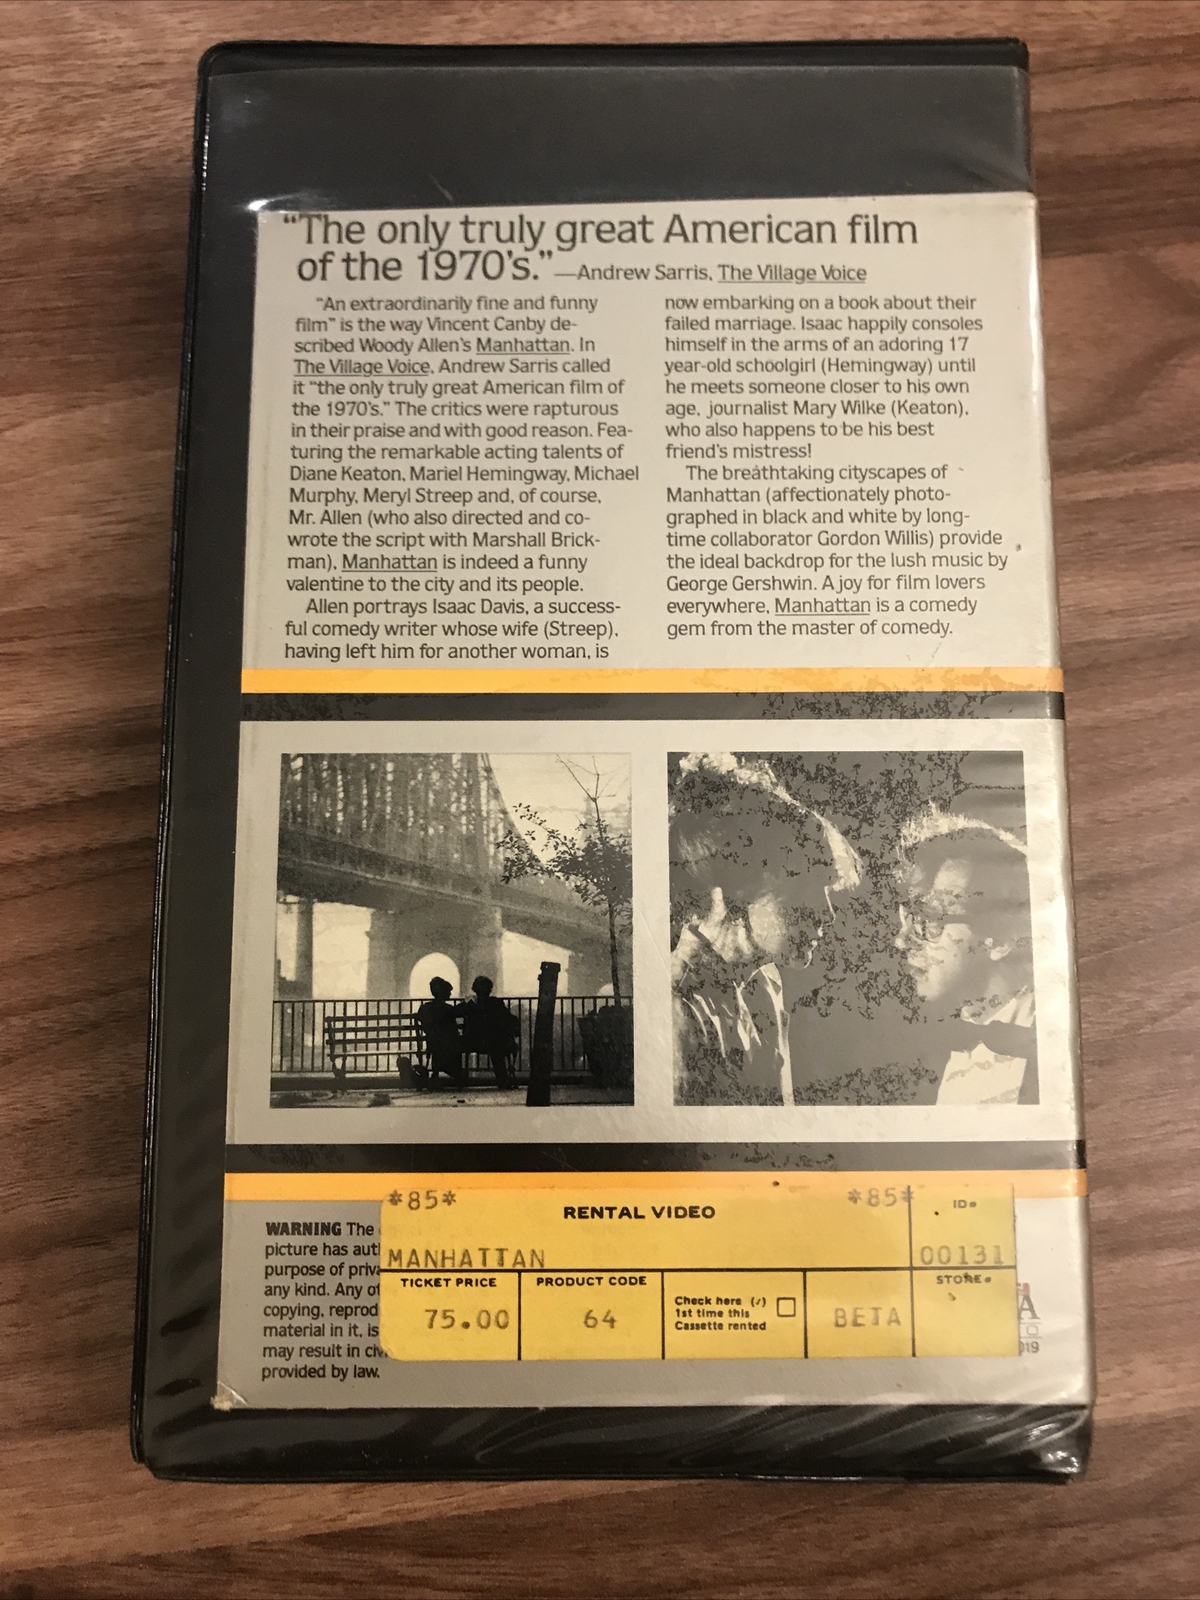 “The only truly great American film
of the 1970's.”—Andrew Sarris, The Village Voice
“An extraordinarily fine and funny
film” is the way Vincent Canby de-
scribed Woody Allen's Manhattan. In
The Village Voice, Andrew Sarris called
it “the only truly great American film of
the 1970's.” The critics were rapturous
in their praise and with good reason. Fea-
turing the remarkable acting talents of
Diane Keaton, Mariel Hemingway, Michael
Murphy, Meryl Streep and, of course,
Mr. Allen (who also directed and co-
wrote the script with Marshall Brick-
man), Manhattan is indeed a funny
valentine to the city and its people.
Allen portrays Isaac Davis, a success-
ful comedy writer whose wife (Streep),
having left him for another woman, is
now embarking on a book about their
failed marriage. Isaac happily consoles
himself in the arms of an adoring 17
year-old schoolgirl (Hemingway) until
he meets someone closer to his own
age, journalist Mary Wilke (Keaton),
who also happens to be his best
friend's mistress!
The breathtaking cityscapes of
Manhattan (affectionately photo-
graphed in black and white by long-
time collaborator Gordon Willis) provide
the ideal backdrop for the lush music by
George Gershwin. A joy for film lovers
everywhere, Manhattan is a comedy
gem from the master of comedy.
WARNING The
picture has aut
purpose of priva
any kind. Any ot
copying, reprod
material in it, is
may result in civ
provided by law.
*85* RENTAL VIDEO *85* ID#
MANHATTAN 00131
TICKET PRICE PRODUCT CODE STORE#
75.00 64
Check here (✓)
1st time this
Cassette rented
BETA
A
019